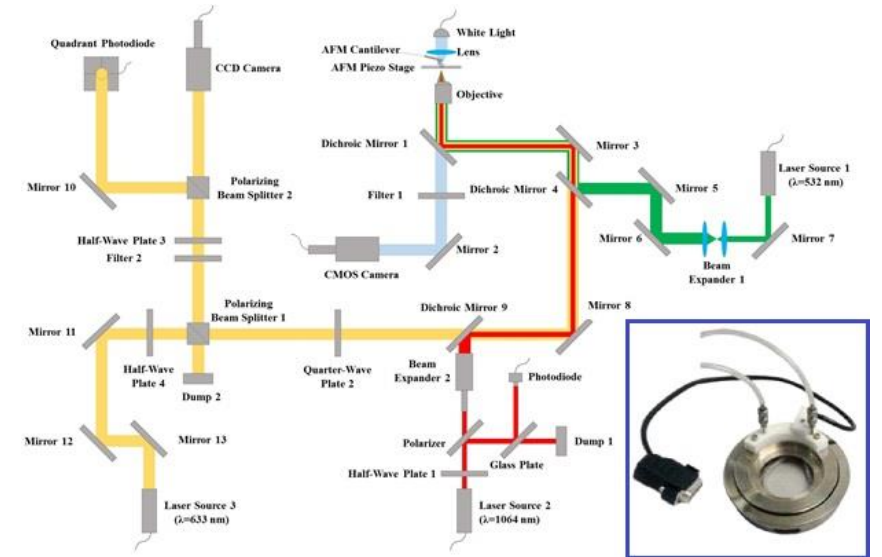 White Light
AFM Cantilever
Lens
AFM Piezo Stage
Objective
Quadrant Photodiode
CCD Camera
Dichroic Mirror 1
Mirror 3
Laser Source 1
(λ=532 nm)
Mirror 10
Polarizing
Beam Splitter 2
Filter 1
Dichroic Mirror 4
Mirror 5
Half-Wave Plate 3
Filter 2
CMOS Camera
Mirror 2
Mirror 6
Beam
Expander 1
Mirror 7
Mirror 11
Polarizing
Beam Splitter 1
Dichroic Mirror 9
Mirror 8
Half-Wave
Plate 4
Dump 2
Quarter-Wave
Plate 2
Beam
Expander 2
Photodiode
Mirror 12
Mirror 13
Polarizer
Glass Plate
Dump 1
Half-Wave Plate 1
Laser Source 3
(λ=633 nm)
Laser Source 2
(λ=1064 nm)